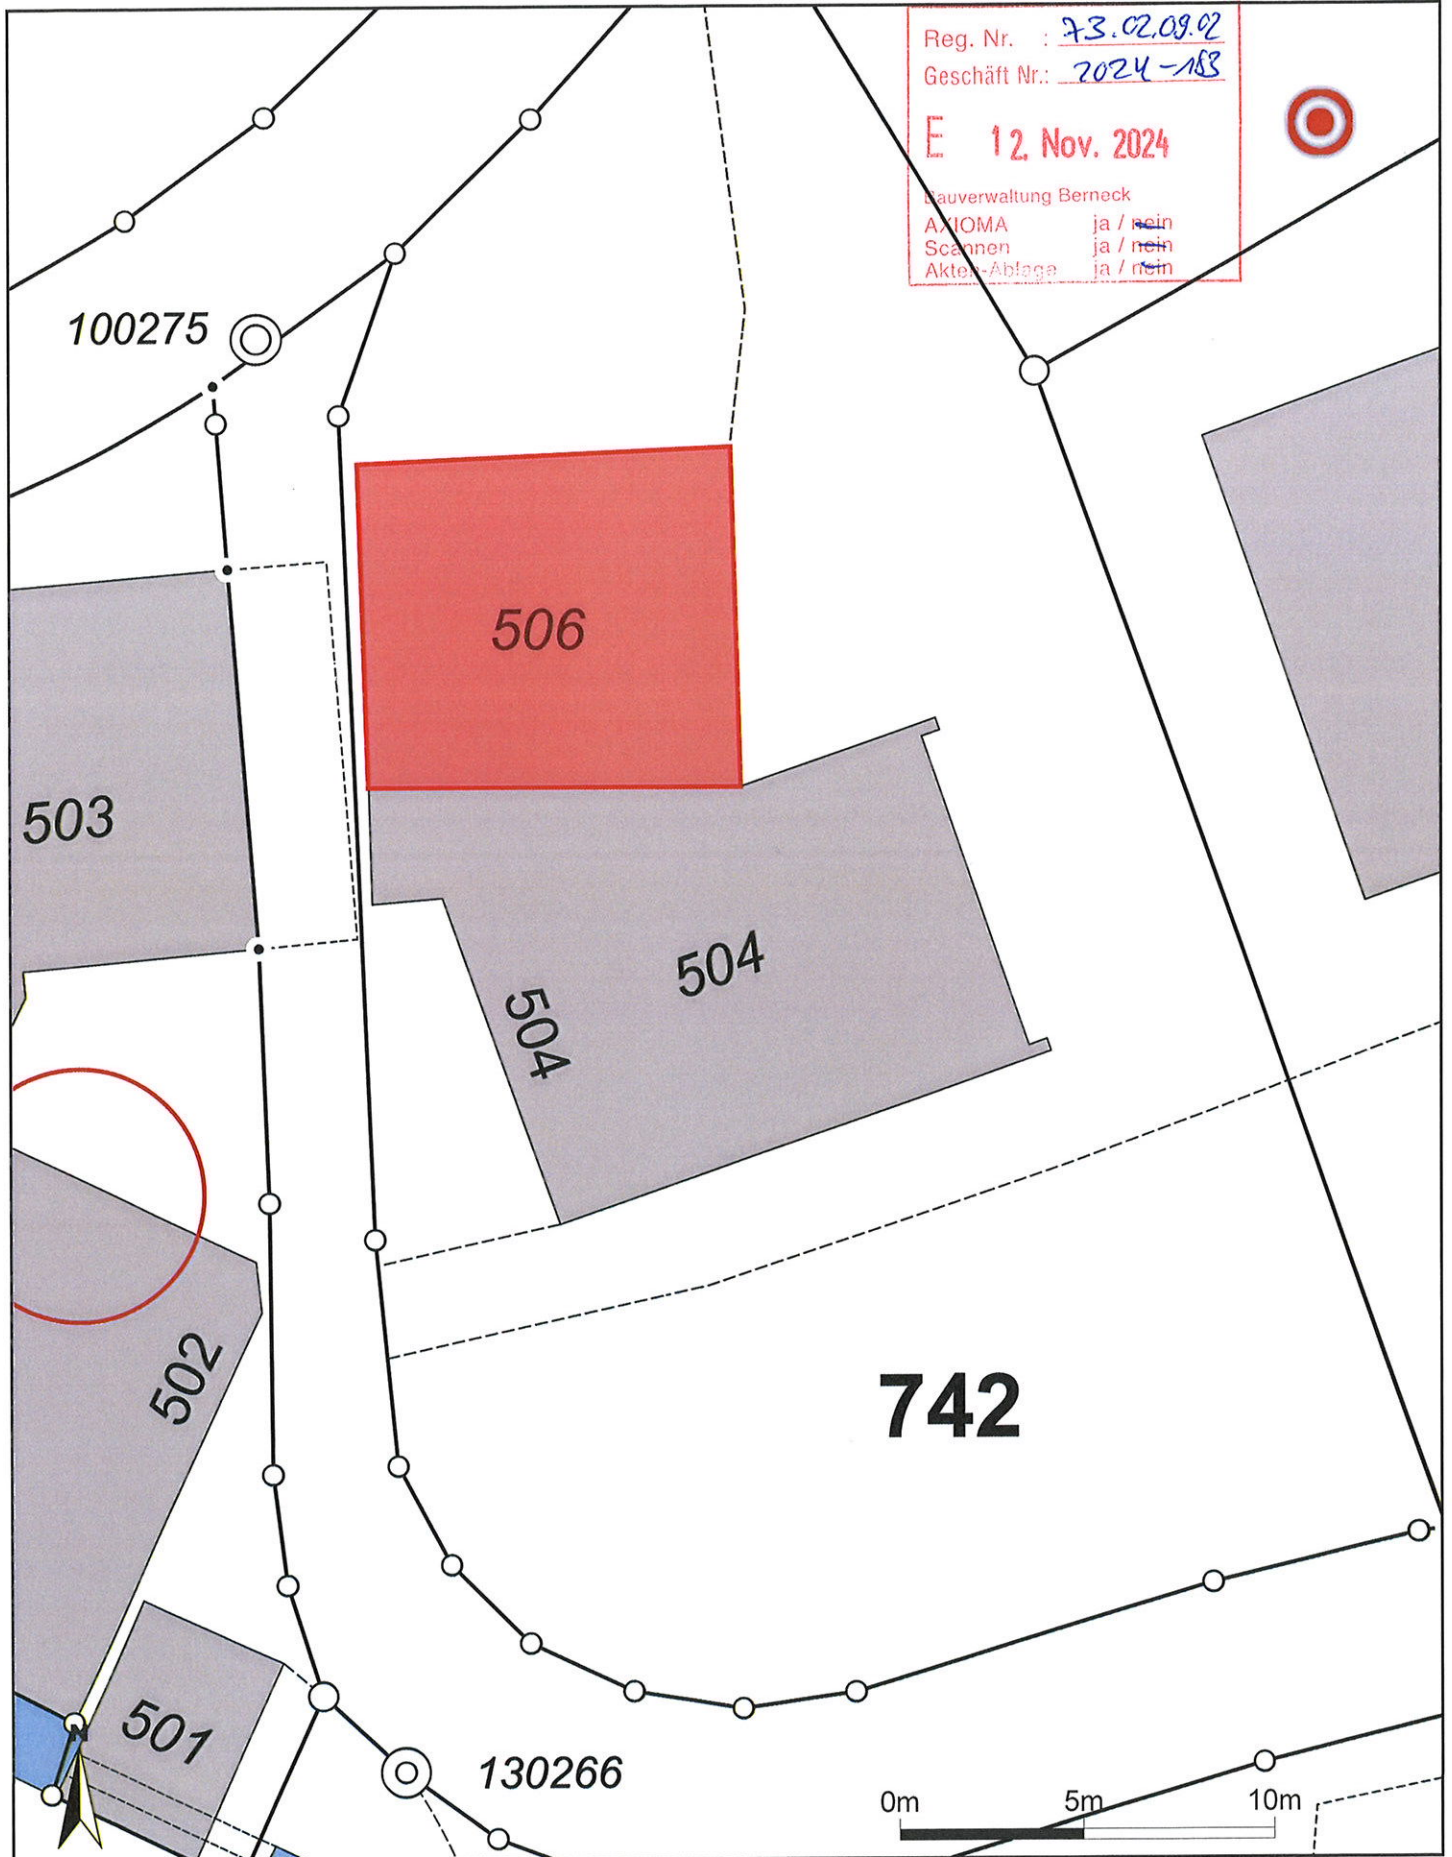 Reg. Nr. : 73.02.09.02
Geschäft Nr.: 2024-183
E 12. Nov. 2024
Bauverwaltung Berneck
AXIOMA ja / nein
Scannen ja / nein
Akten-Ablage ja / nein
100275
506
503
504
504
502
742
501
N
130266
0m 5m 10m